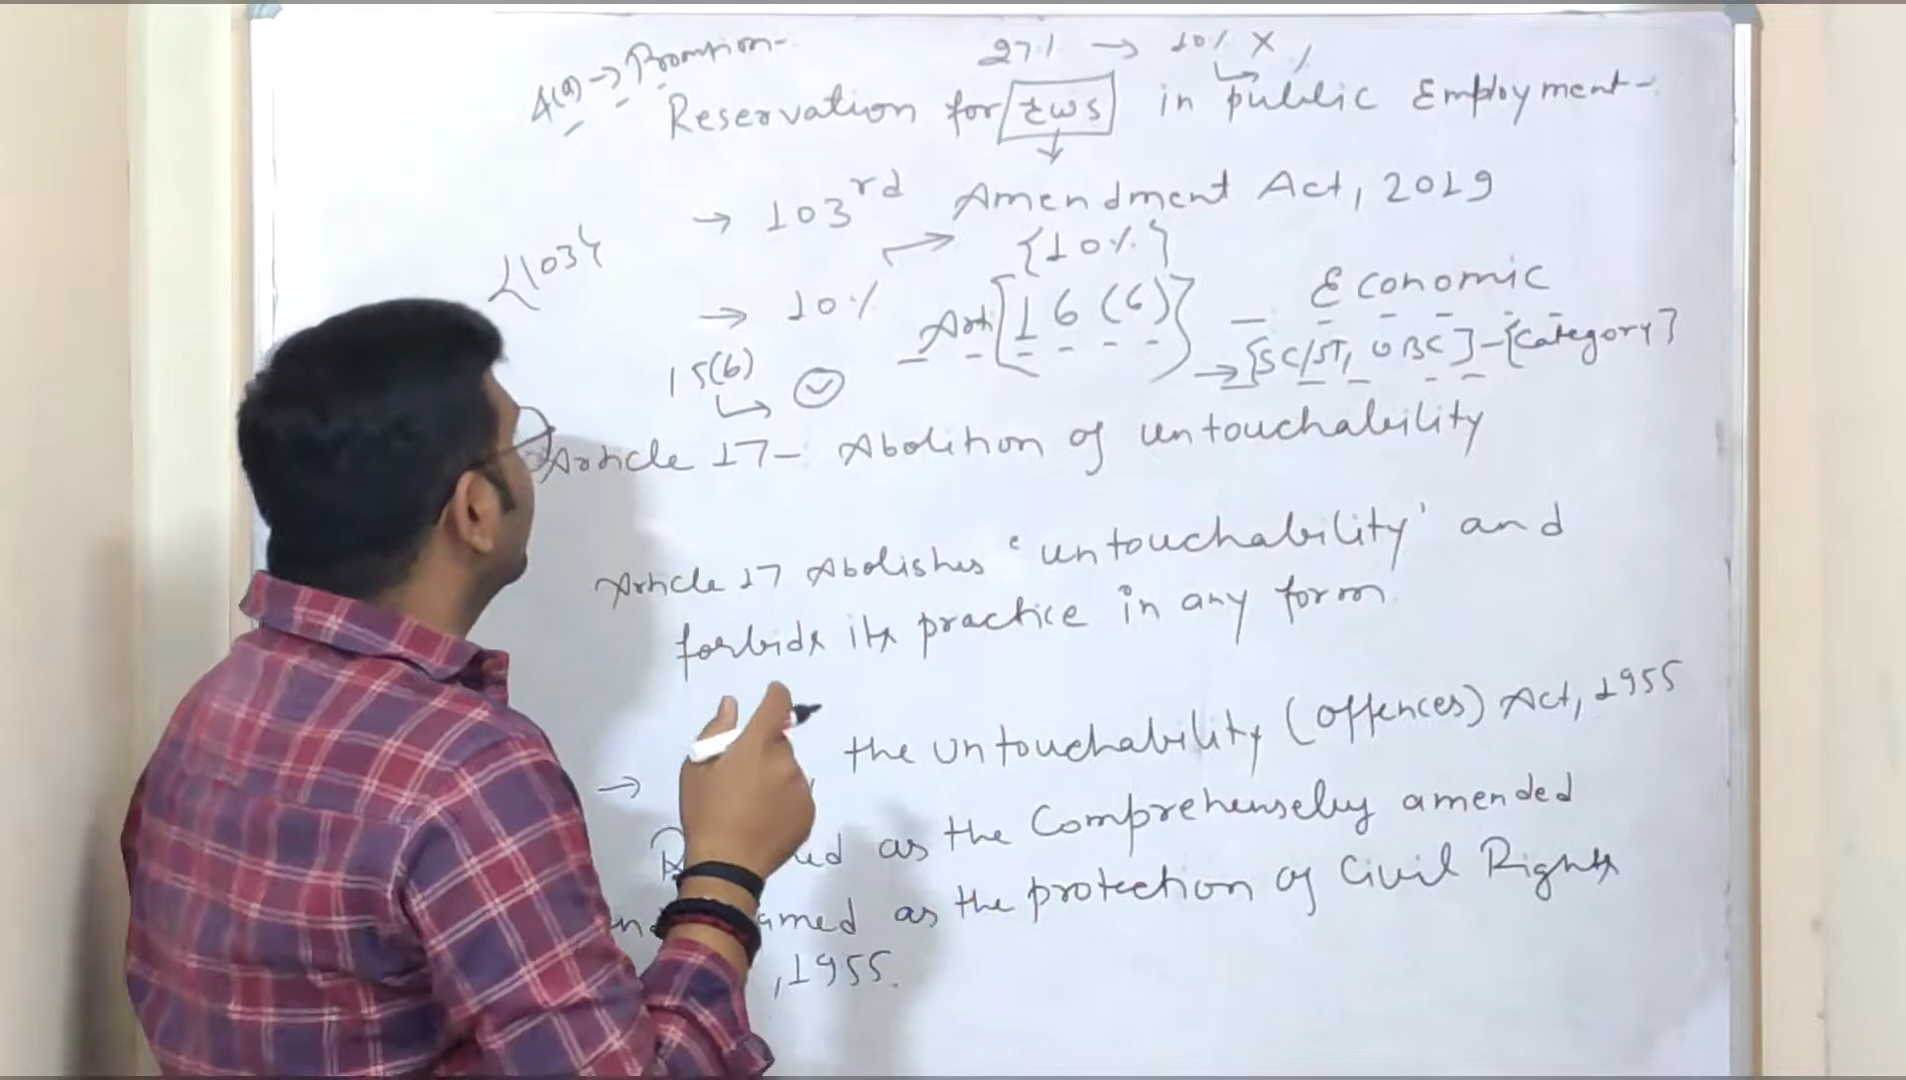 4(a) → Promtion-
27% → 10% X
Reservation for EWS in public Employment-
→ 103rd Amendment Act, 2019
{103}
{10%}
→ 10% Art [16(6)] - Economic
→ [SC/ST, OBC] - {Category}
15(6)
Article 17- Abolition of untouchability
Article 17 Abolishes 'untouchability' and
forbids its practice in any form
→ the Untouchability (offences) Act, 1955
as the Comprehensely amended
amed as the protection of Civil Rights
, 1955.